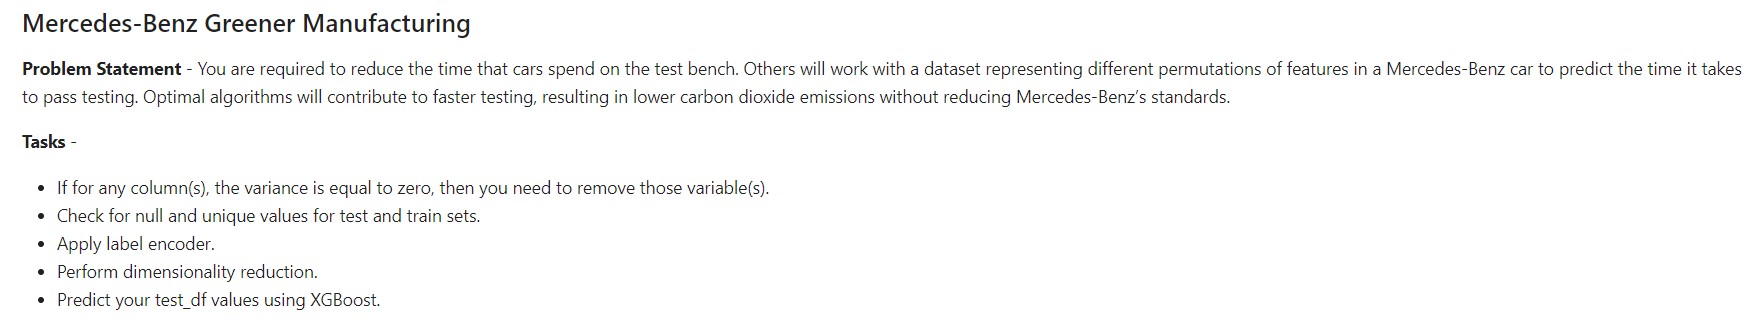 Mercedes-Benz Greener Manufacturing
Problem Statement - You are required to reduce the time that cars spend on the test bench. Others will work with a dataset representing different permutations of features in a Mercedes-Benz car to predict the time it takes
to pass testing. Optimal algorithms will contribute to faster testing, resulting in lower carbon dioxide emissions without reducing Mercedes-Benz’s standards.
Tasks -
• If for any column(s), the variance is equal to zero, then you need to remove those variable(s).
• Check for null and unique values for test and train sets.
• Apply label encoder.
• Perform dimensionality reduction.
• Predict your test_df values using XGBoost.